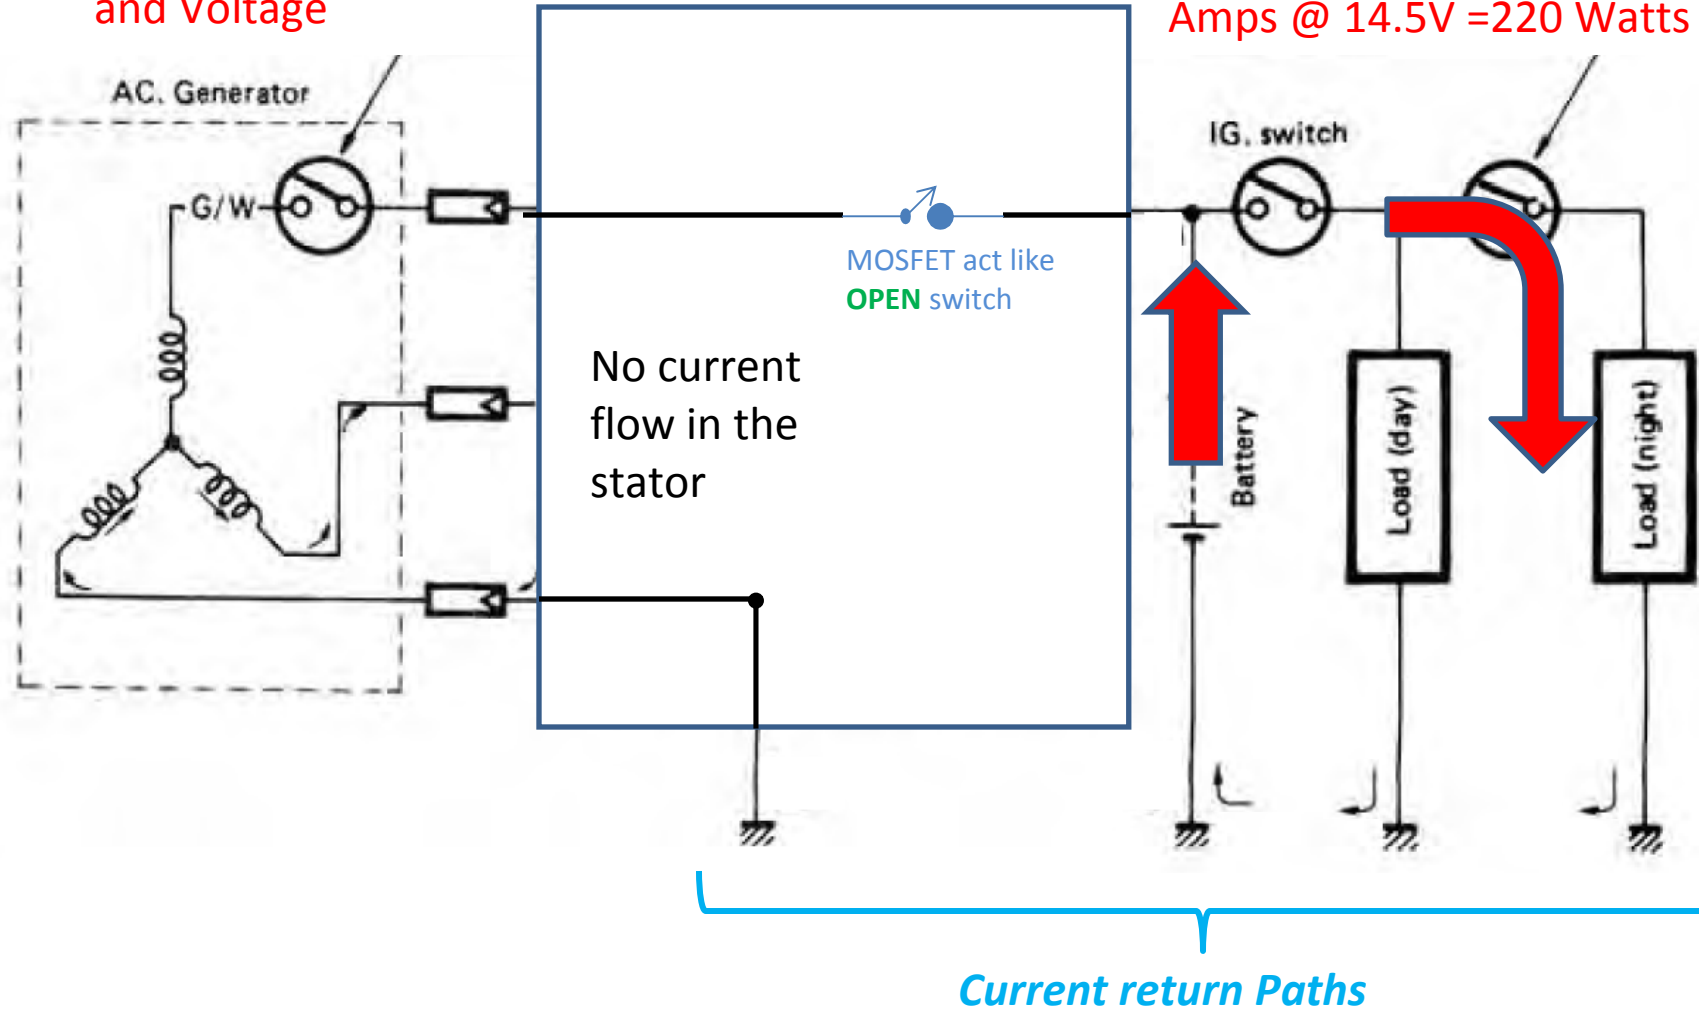 and Voltage
Amps @ 14.5V =220 Watts
AC. Generator
IG. switch
G/W
MOSFET act like
OPEN switch
No current
flow in the
stator
Battery
Load (day)
Load (night)
Current return Paths